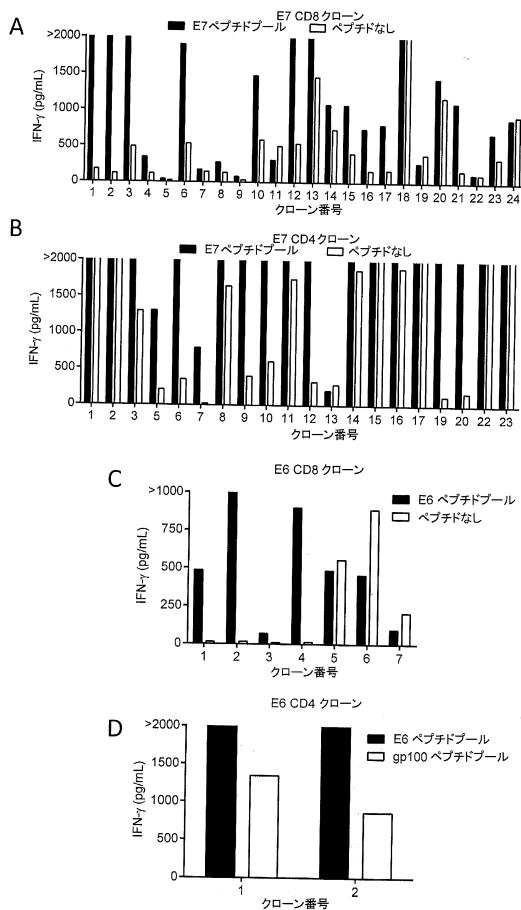 A
E7 CD8クローン
E7ペプチドプール
ペプチドなし
IFN-γ (pg/mL)
>2000
1500
1000
500
0
1 2 3 4 5 6 7 8 9 10 11 12 13 14 15 16 17 18 19 20 21 22 23 24
クローン番号
B
E7 CD4クローン
E7ペプチドプール
ペプチドなし
IFN-γ (pg/mL)
>2000
1500
1000
500
0
1 2 3 5 6 7 8 9 10 11 12 13 14 15 16 17 19 20 22 23
クローン番号
C
E6 CD8 クローン
E6 ペプチドプール
ペプチドなし
IFN-γ (pg/mL)
>1000
750
500
250
0
1 2 3 4 5 6 7
クローン番号
D
E6 CD4 クローン
E6 ペプチドプール
gp100 ペプチドプール
IFN-γ (pg/mL)
>2000
1500
1000
500
0
1 2
クローン番号